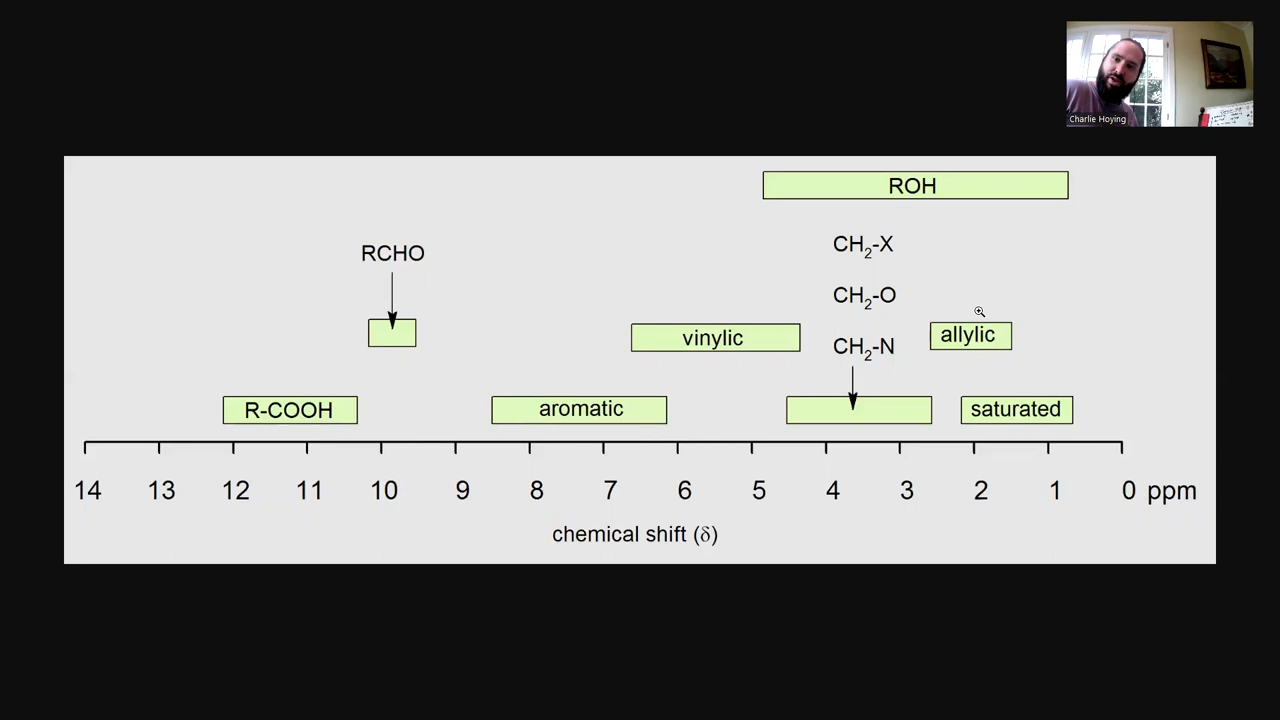 Charlie Hoying
ROH
CH2-X
RCHO
CH2-O
vinylic
allylic
CH2-N
R-COOH
aromatic
saturated
14 13 12 11 10 9 8 7 6 5 4 3 2 1 0 ppm
chemical shift (δ)